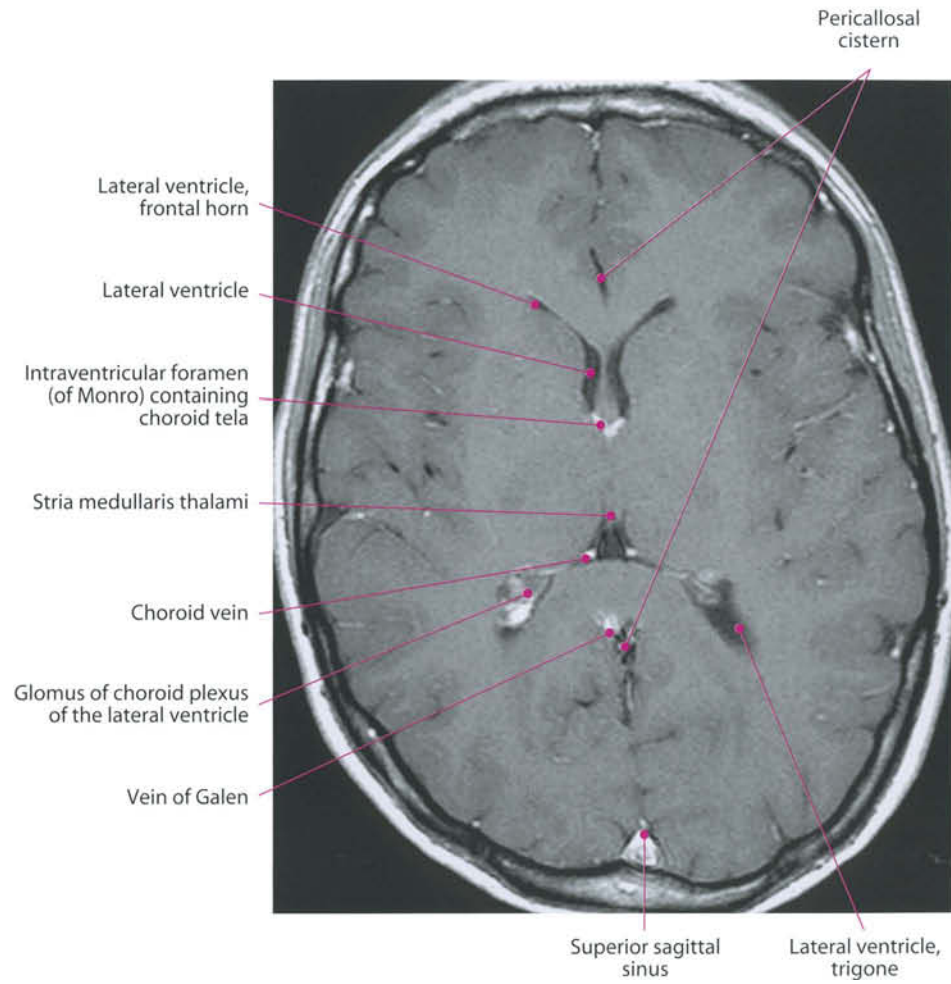 Pericallosal
cistern
Lateral ventricle,
frontal horn
Lateral ventricle
Intraventricular foramen
(of Monro) containing
choroid tela
Stria medullaris thalami
Choroid vein
Glomus of choroid plexus
of the lateral ventricle
Vein of Galen
Superior sagittal
sinus
Lateral ventricle,
trigone